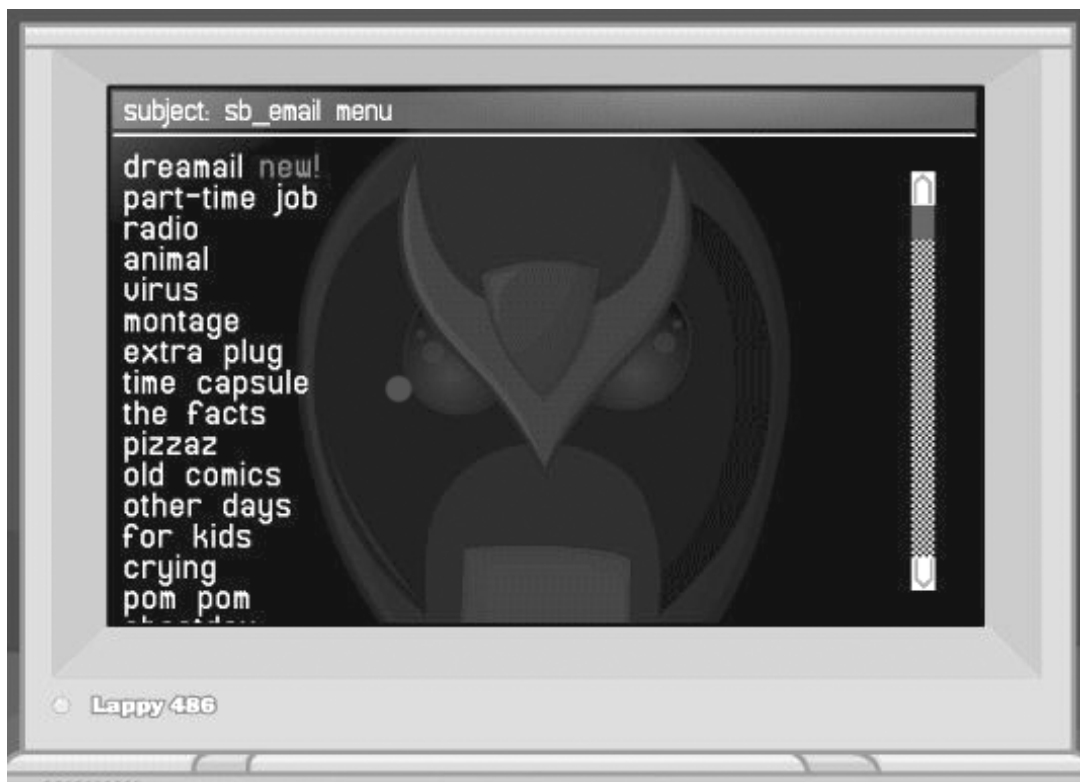 subject: sb_email menu
dreamail new!
part-time job
radio
animal
virus
montage
extra plug
time capsule
the facts
pizzaz
old comics
other days
for kids
crying
pom pom
Lappy 486